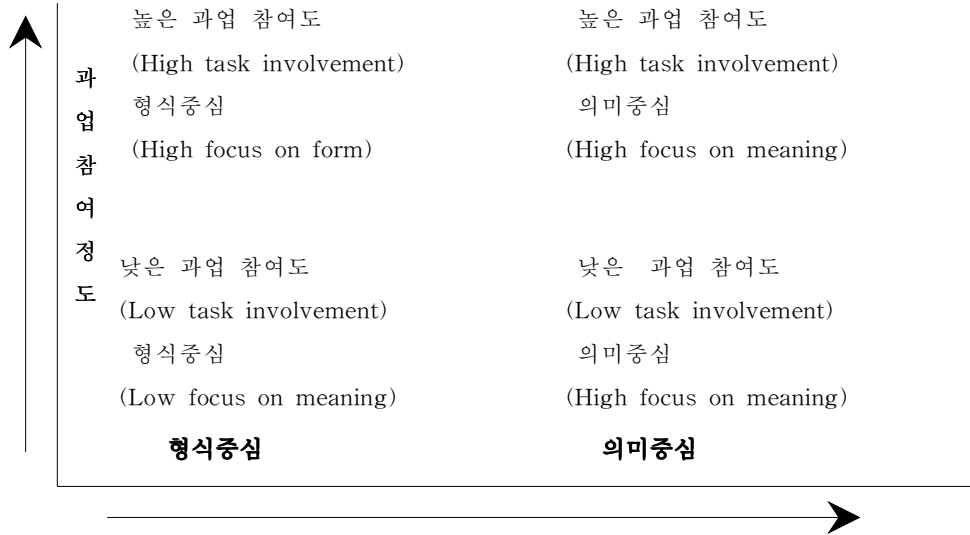 과업참여정도
높은 과업 참여도
(High task involvement)
형식중심
(High focus on form)
높은 과업 참여도
(High task involvement)
의미중심
(High focus on meaning)
낮은 과업 참여도
(Low task involvement)
형식중심
(Low focus on meaning)
낮은 과업 참여도
(Low task involvement)
의미중심
(High focus on meaning)
형식중심
의미중심